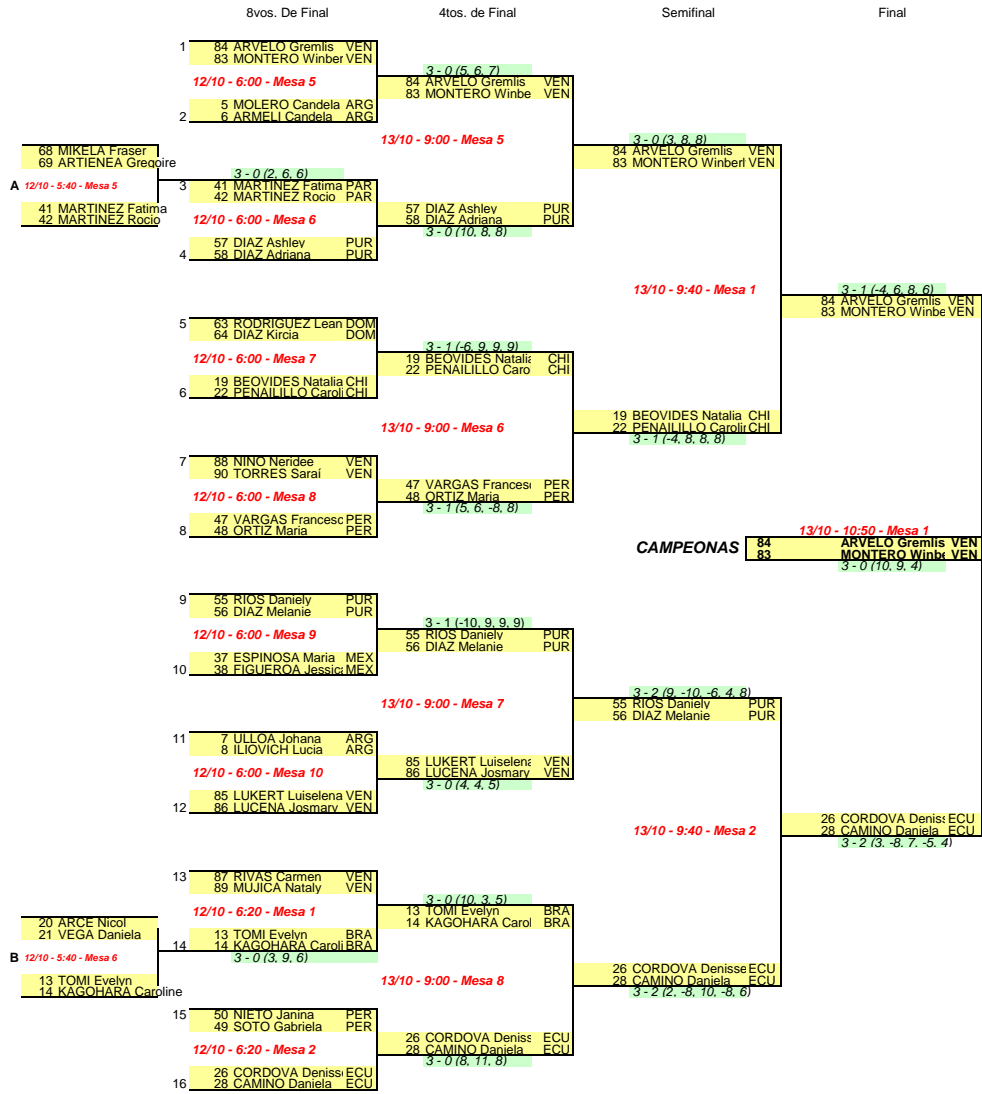 8vos. De Final 4tos. de Final Semifinal Final
1 84 ARVELO Gremlis VEN
83 MONTERO Winber VEN
12/10 - 6:00 - Mesa 5
5 MOLERO Candela ARG
2 6 ARMELI Candela ARG
3 - 0 (5, 6, 7)
84 ARVELO Gremlis VEN
83 MONTERO Winbe VEN
13/10 - 9:00 - Mesa 5
68 MIKELA Fraser
69 ARTIENEA Gregoire
A 12/10 - 5:40 - Mesa 5
41 MARTINEZ Fatima
42 MARTINEZ Rocio
3 - 0 (2, 6, 6)
3 41 MARTINEZ Fatima PAR
42 MARTINEZ Rocio PAR
12/10 - 6:00 - Mesa 6
57 DIAZ Ashley PUR
4 58 DIAZ Adriana PUR
57 DIAZ Ashley PUR
58 DIAZ Adriana PUR
3 - 0 (10, 8, 8)
3 - 0 (3, 8, 8)
84 ARVELO Gremlis VEN
83 MONTERO Winberl VEN
13/10 - 9:40 - Mesa 1
3 - 1 (-4, 6, 8, 6)
84 ARVELO Gremlis VEN
83 MONTERO Winbe VEN
5 63 RODRIGUEZ Lean DOM
64 DIAZ Kircia DOM
12/10 - 6:00 - Mesa 7
19 BEOVIDES Natalia CHI
6 22 PENAILILLO Caroli CHI
3 - 1 (-6, 9, 9, 9)
19 BEOVIDES Natalia CHI
22 PENAILILLO Caro CHI
13/10 - 9:00 - Mesa 6
19 BEOVIDES Natalia CHI
22 PENAILILLO Carolir CHI
3 - 1 (-4, 8, 8, 8)
7 88 NINO Neridee VEN
90 TORRES Saraí VEN
12/10 - 6:00 - Mesa 8
47 VARGAS Francesc PER
8 48 ORTIZ Maria PER
47 VARGAS Francesc PER
48 ORTIZ Maria PER
3 - 1 (5, 6, -8, 8)
13/10 - 10:50 - Mesa 1
CAMPEONAS 84 ARVELO Gremlis VEN
83 MONTERO Winbe VEN
3 - 0 (10, 9, 4)
9 55 RIOS Daniely PUR
56 DIAZ Melanie PUR
12/10 - 6:00 - Mesa 9
37 ESPINOSA Maria MEX
10 38 FIGUEROA Jessica MEX
3 - 1 (-10, 9, 9, 9)
55 RIOS Daniely PUR
56 DIAZ Melanie PUR
13/10 - 9:00 - Mesa 7
3 - 2 (9, -10, -6, 4, 8)
55 RIOS Daniely PUR
56 DIAZ Melanie PUR
11 7 ULLOA Johana ARG
8 ILIOVICH Lucia ARG
12/10 - 6:00 - Mesa 10
85 LUKERT Luiselena VEN
12 86 LUCENA Josmary VEN
85 LUKERT Luiselena VEN
86 LUCENA Josmary VEN
3 - 0 (4, 4, 5)
13/10 - 9:40 - Mesa 2
26 CORDOVA Denis ECU
28 CAMINO Daniela ECU
3 - 2 (3, -8, 7, -5, 4)
13 87 RIVAS Carmen VEN
89 MUJICA Nataly VEN
12/10 - 6:20 - Mesa 1
13 TOMI Evelyn BRA
14 14 KAGOHARA Caroli BRA
3 - 0 (3, 9, 6)
20 ARCE Nicol
21 VEGA Daniela
B 12/10 - 5:40 - Mesa 6
13 TOMI Evelyn
14 KAGOHARA Caroline
3 - 0 (10, 3, 5)
13 TOMI Evelyn BRA
14 KAGOHARA Carol BRA
13/10 - 9:00 - Mesa 8
26 CORDOVA Denisse ECU
28 CAMINO Daniela ECU
3 - 2 (2, -8, 10, -8, 6)
15 50 NIETO Janina PER
49 SOTO Gabriela PER
12/10 - 6:20 - Mesa 2
26 CORDOVA Deniss ECU
16 28 CAMINO Daniela ECU
26 CORDOVA Deniss ECU
28 CAMINO Daniela ECU
3 - 0 (8, 11, 8)